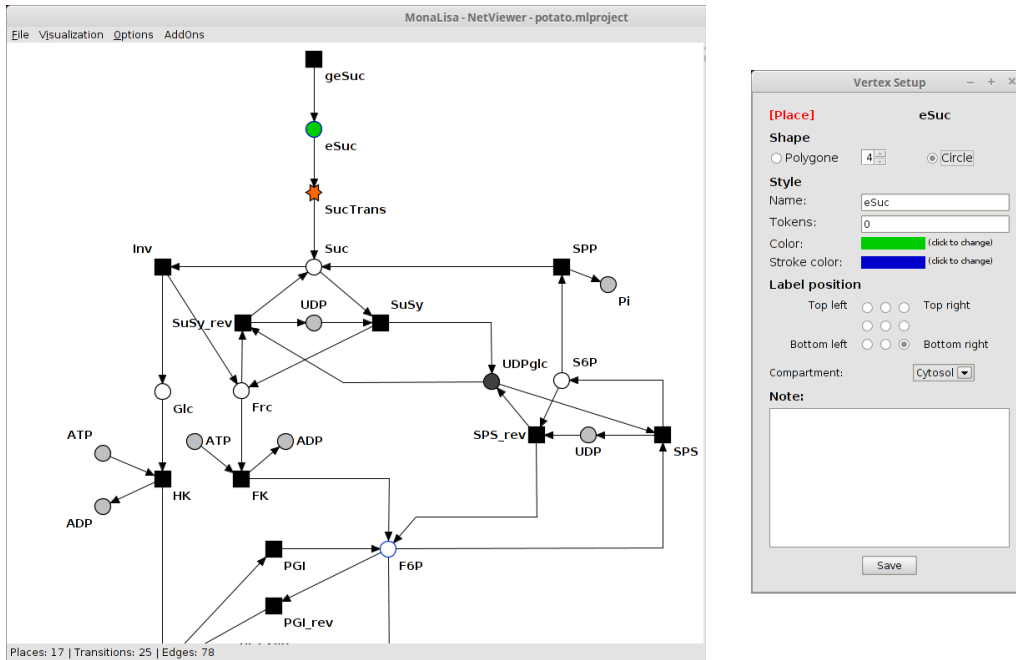 MonaLisa - NetViewer - potato.mlproject
File Visualization Options AddOns
geSuc
eSuc
SucTrans
Inv
Suc
SPP
UDP
Pi
SuSy_rev
SuSy
UDPglc
S6P
Glc
Frc
ATP
ATP
ADP
SPS_rev
UDP
SPS
HK
FK
ADP
PGI
F6P
PGI_rev
Places: 17 | Transitions: 25 | Edges: 78
Vertex Setup
[Place] eSuc
Shape
Polygone 4 Circle
Style
Name: eSuc
Tokens: 0
Color: (click to change)
Stroke color: (click to change)
Label position
Top left Top right
Bottom left Bottom right
Compartment: Cytosol
Note:
Save